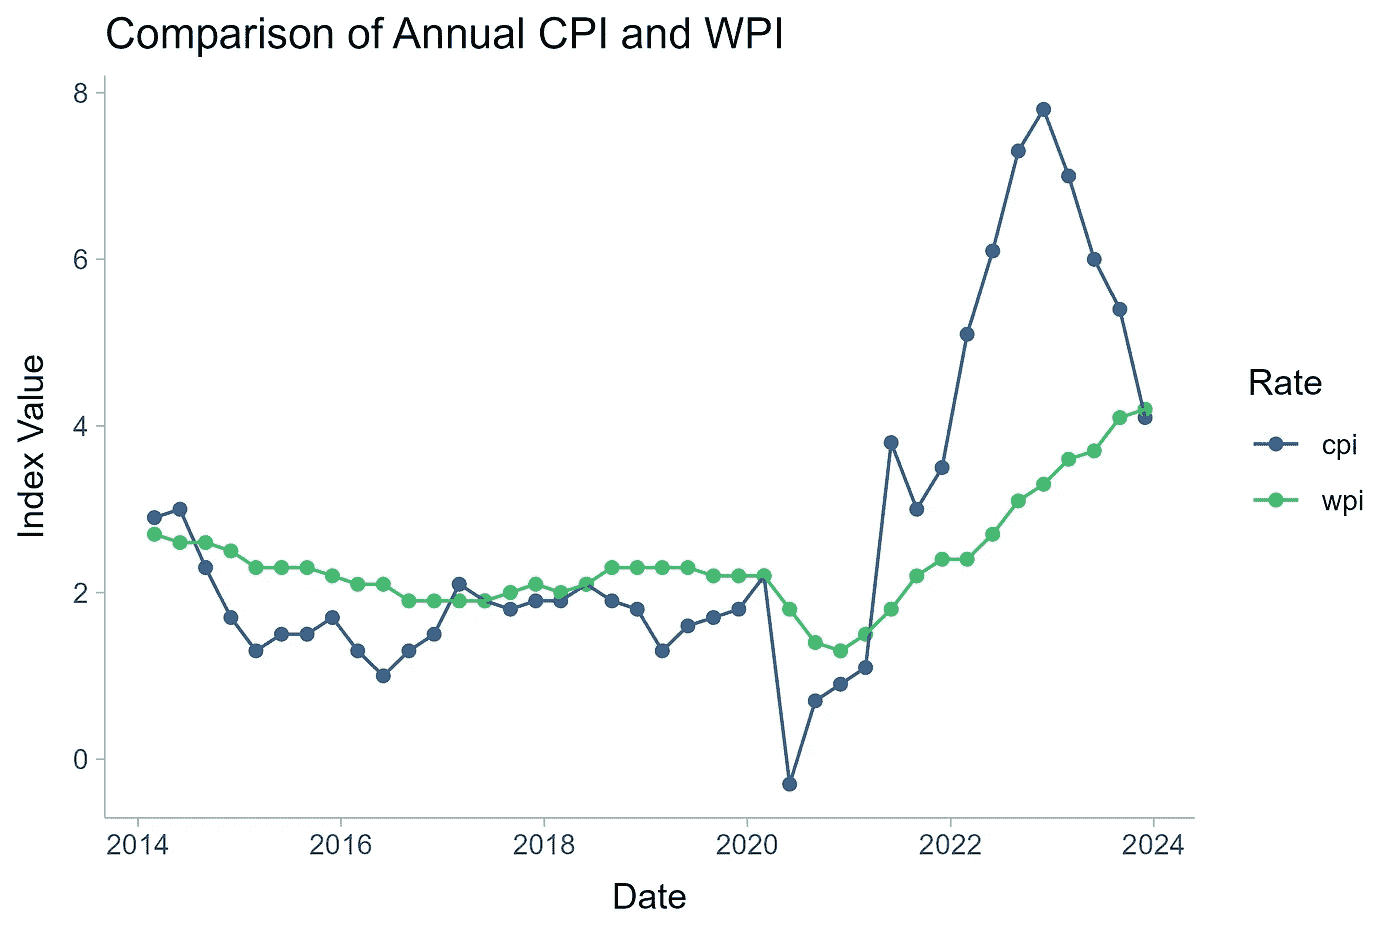 Comparison of Annual CPI and WPI
Index Value
8
6
4
2
0
2014 2016 2018 2020 2022 2024
Date
Rate
cpi
wpi